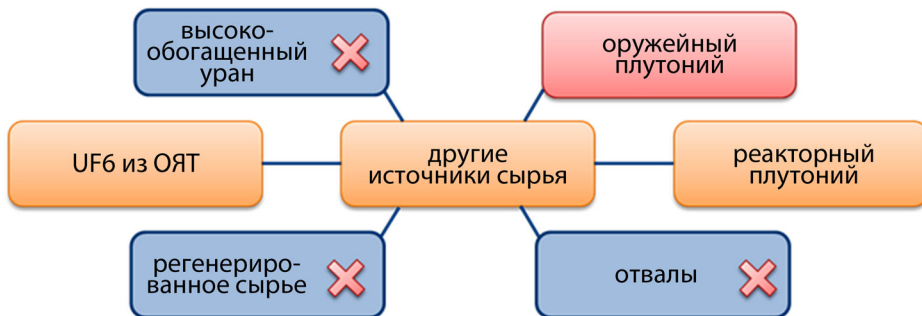 высоко-
обогащенный
уран
оружейный
плутоний
UF6 из ОЯТ
другие
источники сырья
реакторный
плутоний
регенериро-
ванное сырье
отвалы